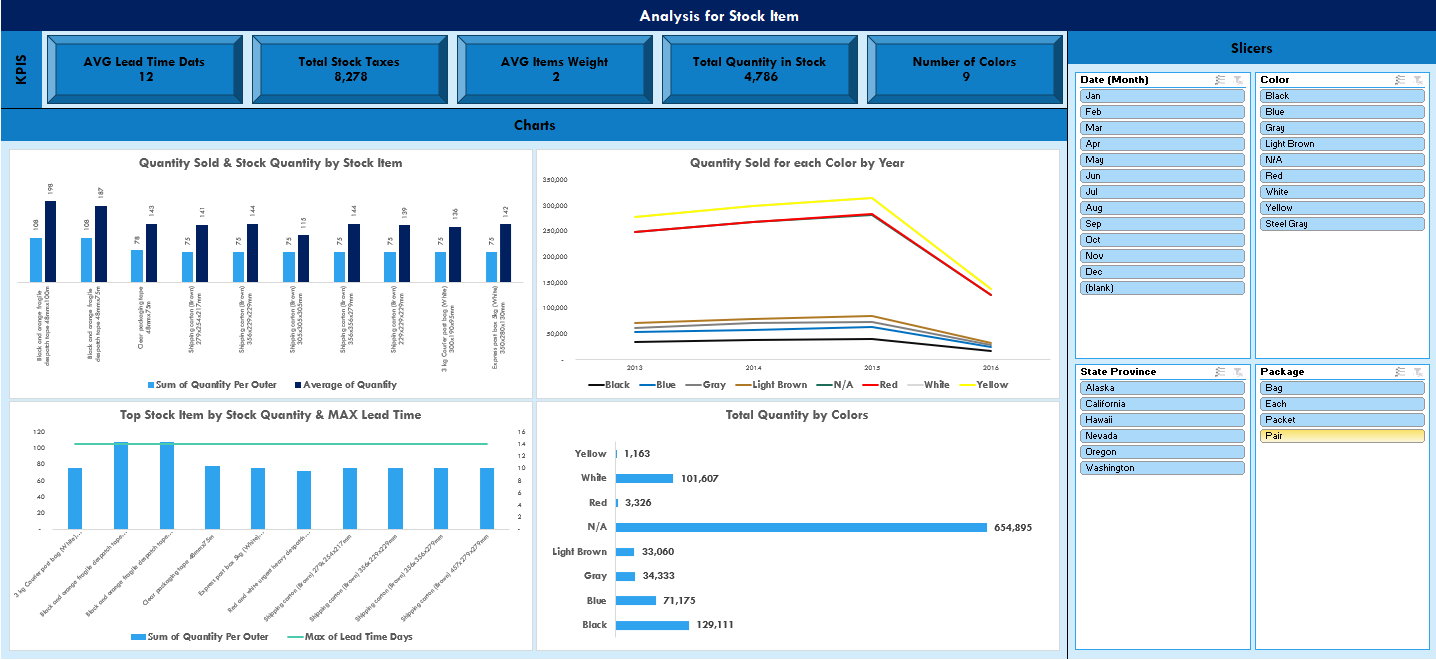 Analysis for Stock Item
KPIS
AVG Lead Time Dats
12
Total Stock Taxes
8,278
AVG Items Weight
2
Total Quantity in Stock
4,786
Number of Colors
9
Charts
Quantity Sold & Stock Quantity by Stock Item
108
198
108
187
78
143
75
141
75
144
75
115
75
144
75
139
75
136
75
142
Black and orange fragile
despatch tape 48mmx100m
Black and orange fragile
despatch tape 48mmx75m
Clear packaging tape
48mmx75m
Shipping carton (Brown)
279x254x217mm
Shipping carton (Brown)
356x229x229mm
Shipping carton (Brown)
305x305x305mm
Shipping carton (Brown)
356x356x279mm
Shipping carton (Brown)
229x229x229mm
3 kg Courier post bag (White)
300x190x95mm
Express post box 5kg (White)
350x280x130mm
Sum of Quantity Per Outer
Average of Quantity
Quantity Sold for each Color by Year
350,000
300,000
250,000
200,000
150,000
100,000
50,000
-
2013
2014
2015
2016
Black
Blue
Gray
Light Brown
N/A
Red
White
Yellow
Top Stock Item by Stock Quantity & MAX Lead Time
120
100
80
60
40
20
-
16
14
12
10
8
6
4
2
-
3 kg Courier post bag (White)...
Black and orange fragile despatch tape...
Black and orange fragile despatch tape...
Clear packaging tape 48mmx75m
Express post box 5kg (White)...
Red and white urgent heavy despatch...
Shipping carton (Brown) 279x254x217mm
Shipping carton (Brown) 356x229x229mm
Shipping carton (Brown) 356x356x279mm
Shipping carton (Brown) 457x279x279mm
Sum of Quantity Per Outer
Max of Lead Time Days
Total Quantity by Colors
Yellow
1,163
White
101,607
Red
3,326
N/A
654,895
Light Brown
33,060
Gray
34,333
Blue
71,175
Black
129,111
Slicers
Date (Month)
Jan
Feb
Mar
Apr
May
Jun
Jul
Aug
Sep
Oct
Nov
Dec
(blank)
Color
Black
Blue
Gray
Light Brown
N/A
Red
White
Yellow
Steel Gray
State Province
Alaska
California
Hawaii
Nevada
Oregon
Washington
Package
Bag
Each
Packet
Pair